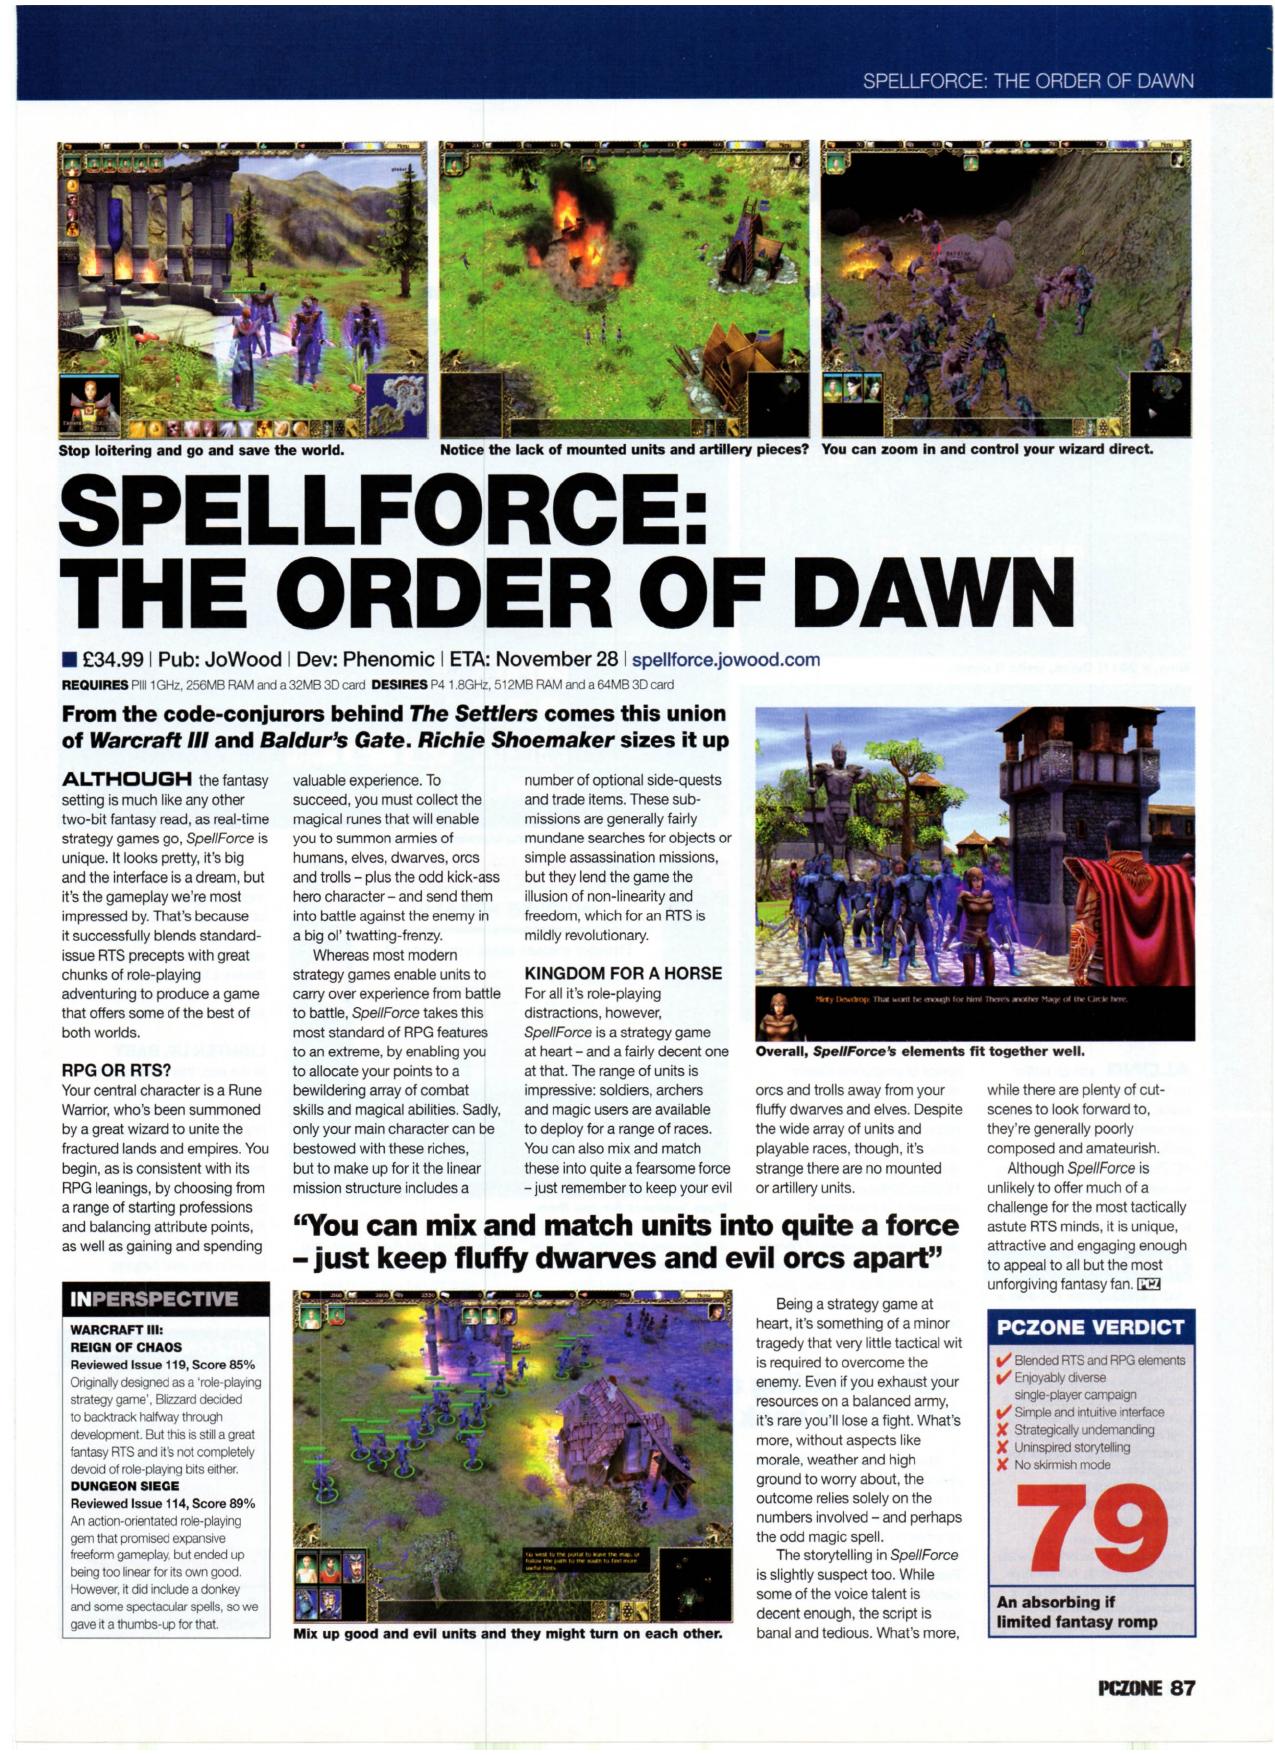 SPELLFORCE: THE ORDER OF DAWN
Stop loitering and go and save the world.
Notice the lack of mounted units and artillery pieces?
You can zoom in and control your wizard direct.
SPELLFORCE:
THE ORDER OF DAWN
£34.99 | Pub: JoWood | Dev: Phenomic | ETA: November 28 | spellforce.jowood.com
REQUIRES PIII 1GHz, 256MB RAM and a 32MB 3D card DESIRES P4 1.8GHz, 512MB RAM and a 64MB 3D card
From the code-conjurors behind The Settlers comes this union
of Warcraft III and Baldur's Gate. Richie Shoemaker sizes it up
ALTHOUGH the fantasy
setting is much like any other
two-bit fantasy read, as real-time
strategy games go, SpellForce is
unique. It looks pretty, it's big
and the interface is a dream, but
it's the gameplay we're most
impressed by. That's because
it successfully blends standard-
issue RTS precepts with great
chunks of role-playing
adventuring to produce a game
that offers some of the best of
both worlds.
RPG OR RTS?
Your central character is a Rune
Warrior, who's been summoned
by a great wizard to unite the
fractured lands and empires. You
begin, as is consistent with its
RPG leanings, by choosing from
a range of starting professions
and balancing attribute points,
as well as gaining and spending
valuable experience. To
succeed, you must collect the
magical runes that will enable
you to summon armies of
humans, elves, dwarves, orcs
and trolls – plus the odd kick-ass
hero character – and send them
into battle against the enemy in
a big ol' twatting-frenzy.
Whereas most modern
strategy games enable units to
carry over experience from battle
to battle, SpellForce takes this
most standard of RPG features
to an extreme, by enabling you
to allocate your points to a
bewildering array of combat
skills and magical abilities. Sadly,
only your main character can be
bestowed with these riches,
but to make up for it the linear
mission structure includes a
number of optional side-quests
and trade items. These sub-
missions are generally fairly
mundane searches for objects or
simple assassination missions,
but they lend the game the
illusion of non-linearity and
freedom, which for an RTS is
mildly revolutionary.
KINGDOM FOR A HORSE
For all it's role-playing
distractions, however,
SpellForce is a strategy game
at heart – and a fairly decent one
at that. The range of units is
impressive: soldiers, archers
and magic users are available
to deploy for a range of races.
You can also mix and match
these into quite a fearsome force
– just remember to keep your evil
Minty Dewdrop: That won't be enough for him! There's another Mage of the Circle here.
Overall, SpellForce's elements fit together well.
orcs and trolls away from your
fluffy dwarves and elves. Despite
the wide array of units and
playable races, though, it's
strange there are no mounted
or artillery units.
"You can mix and match units into quite a force
– just keep fluffy dwarves and evil orcs apart"
Go west to the portal to leave the map, or
follow the path to the south to find more
useful hints.
Mix up good and evil units and they might turn on each other.
Being a strategy game at
heart, it's something of a minor
tragedy that very little tactical wit
is required to overcome the
enemy. Even if you exhaust your
resources on a balanced army,
it's rare you'll lose a fight. What's
more, without aspects like
morale, weather and high
ground to worry about, the
outcome relies solely on the
numbers involved – and perhaps
the odd magic spell.
The storytelling in SpellForce
is slightly suspect too. While
some of the voice talent is
decent enough, the script is
banal and tedious. What's more,
while there are plenty of cut-
scenes to look forward to,
they're generally poorly
composed and amateurish.
Although SpellForce is
unlikely to offer much of a
challenge for the most tactically
astute RTS minds, it is unique,
attractive and engaging enough
to appeal to all but the most
unforgiving fantasy fan. PCZ
INPERSPECTIVE
WARCRAFT III:
REIGN OF CHAOS
Reviewed Issue 119, Score 85%
Originally designed as a 'role-playing
strategy game', Blizzard decided
to backtrack halfway through
development. But this is still a great
fantasy RTS and it's not completely
devoid of role-playing bits either.
DUNGEON SIEGE
Reviewed Issue 114, Score 89%
An action-orientated role-playing
gem that promised expansive
freeform gameplay, but ended up
being too linear for its own good.
However, it did include a donkey
and some spectacular spells, so we
gave it a thumbs-up for that.
PCZONE VERDICT
Blended RTS and RPG elements
Enjoyably diverse
single-player campaign
Simple and intuitive interface
Strategically undemanding
Uninspired storytelling
No skirmish mode
79
An absorbing if
limited fantasy romp
PCZONE 87